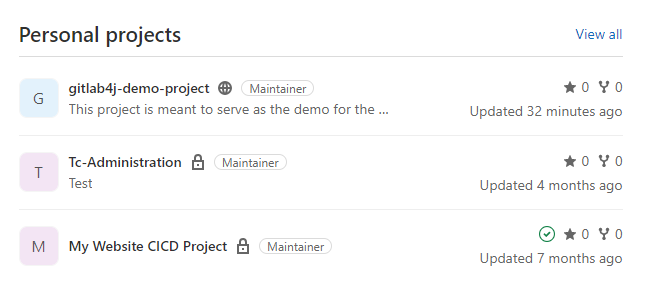 Personal projects View all
G gitlab4j-demo-project Maintainer 0 0
This project is meant to serve as the demo for the ... Updated 32 minutes ago
T Tc-Administration Maintainer 0 0
Test Updated 4 months ago
M My Website CICD Project Maintainer 0 0
Updated 7 months ago